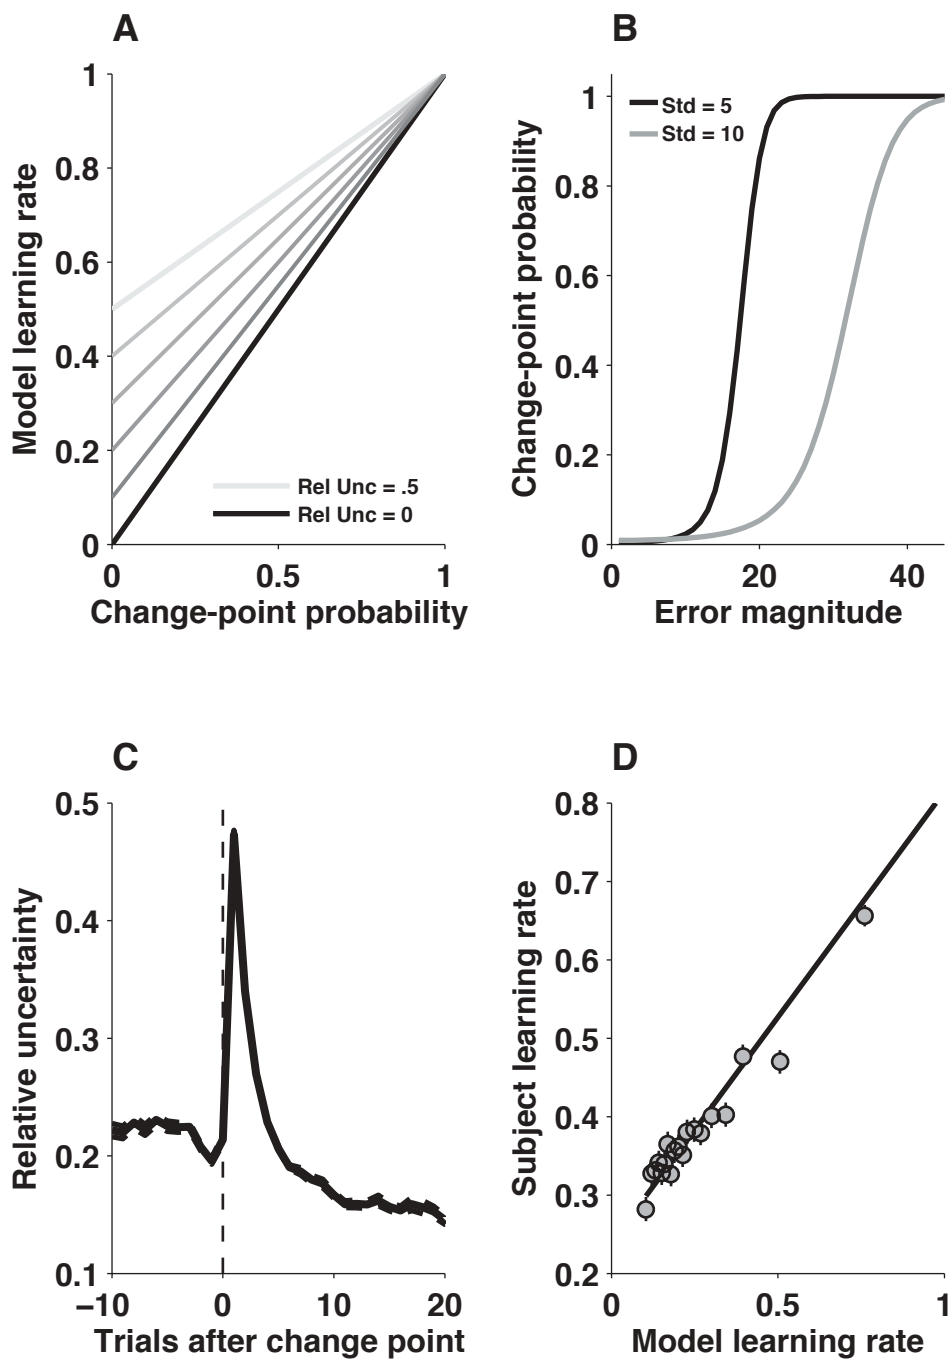 A
1
0.8
0.6
0.4
0.2
0
Model learning rate
Rel Unc = .5
Rel Unc = 0
0 0.5 1
Change-point probability
B
1
0.8
0.6
0.4
0.2
0
Change-point probability
Std = 5
Std = 10
0 20 40
Error magnitude
C
0.5
0.4
0.3
0.2
0.1
Relative uncertainty
−10 0 10 20
Trials after change point
D
0.8
0.7
0.6
0.5
0.4
0.3
0.2
Subject learning rate
0 0.5 1
Model learning rate